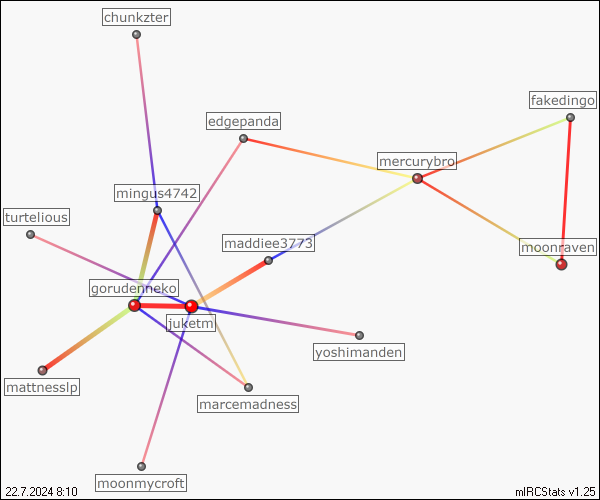 chunkzter
fakedingo
edgepanda
mercurybro
mingus4742
turtelious
maddiee3773
moonraven
gorudenneko
juketm
yoshimanden
mattnesslp
marcemadness
moonmycroft
22.7.2024 8:10
mIRCStats v1.25